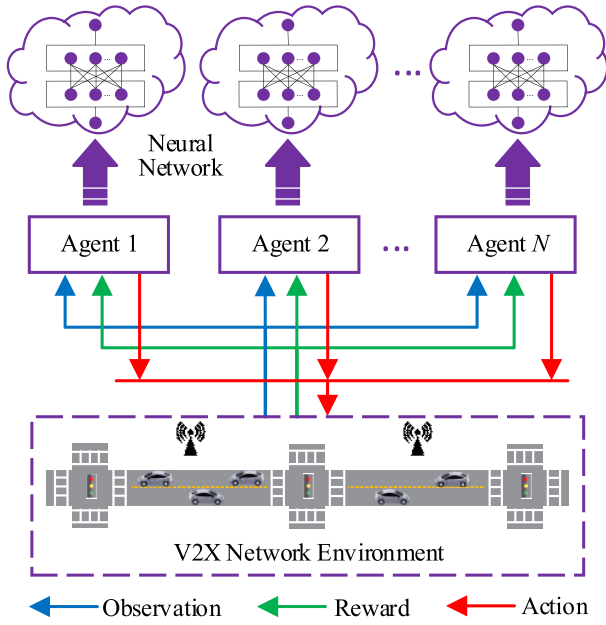 ...
Neural
Network
Agent 1
Agent 2
...
Agent N
V2X Network Environment
Observation
Reward
Action